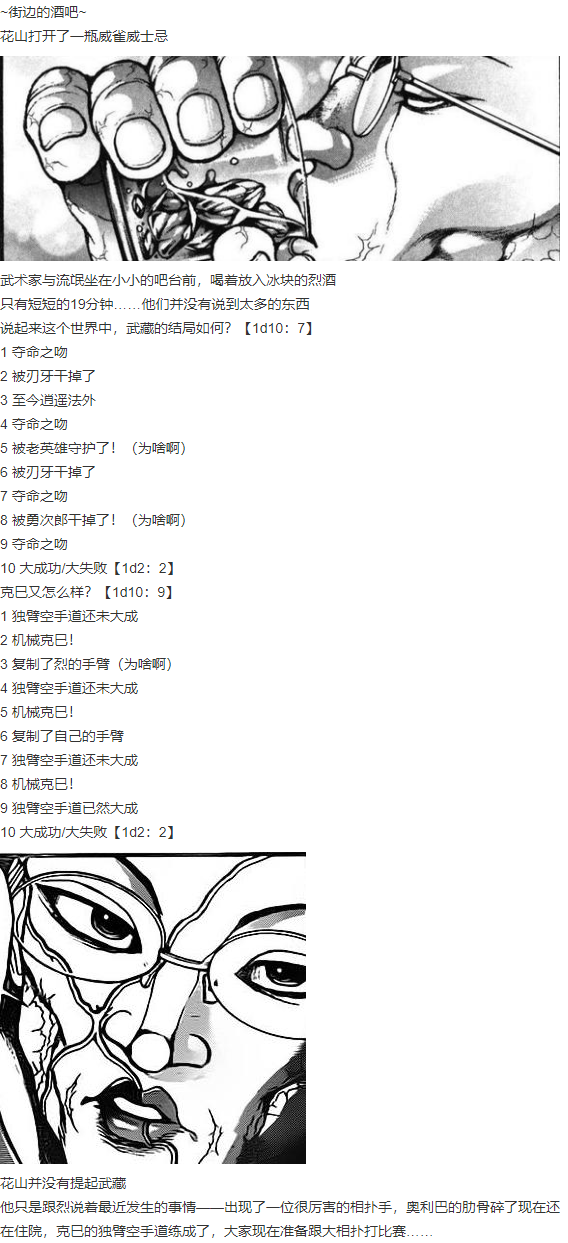 ~街边的酒吧~
花山打开了一瓶威雀威士忌
武术家与流氓坐在小小的吧台前，喝着放入冰块的烈酒
只有短短的19分钟……他们并没有说到太多的东西
说起来这个世界中，武藏的结局如何？【1d10：7】
1 夺命之吻
2 被刃牙干掉了
3 至今逍遥法外
4 夺命之吻
5 被老英雄守护了！（为啥啊）
6 被刃牙干掉了
7 夺命之吻
8 被勇次郎干掉了！（为啥啊）
9 夺命之吻
10 大成功/大失败【1d2：2】
克巳又怎么样？【1d10：9】
1 独臂空手道还未大成
2 机械克巳！
3 复制了烈的手臂（为啥啊）
4 独臂空手道还未大成
5 机械克巳！
6 复制了自己的手臂
7 独臂空手道还未大成
8 机械克巳！
9 独臂空手道已然大成
10 大成功/大失败【1d2：2】
花山并没有提起武藏
他只是跟烈说着最近发生的事情——出现了一位很厉害的相扑手，奥利巴的肋骨碎了现在还
在住院，克巳的独臂空手道练成了，大家现在准备跟大相扑打比赛……